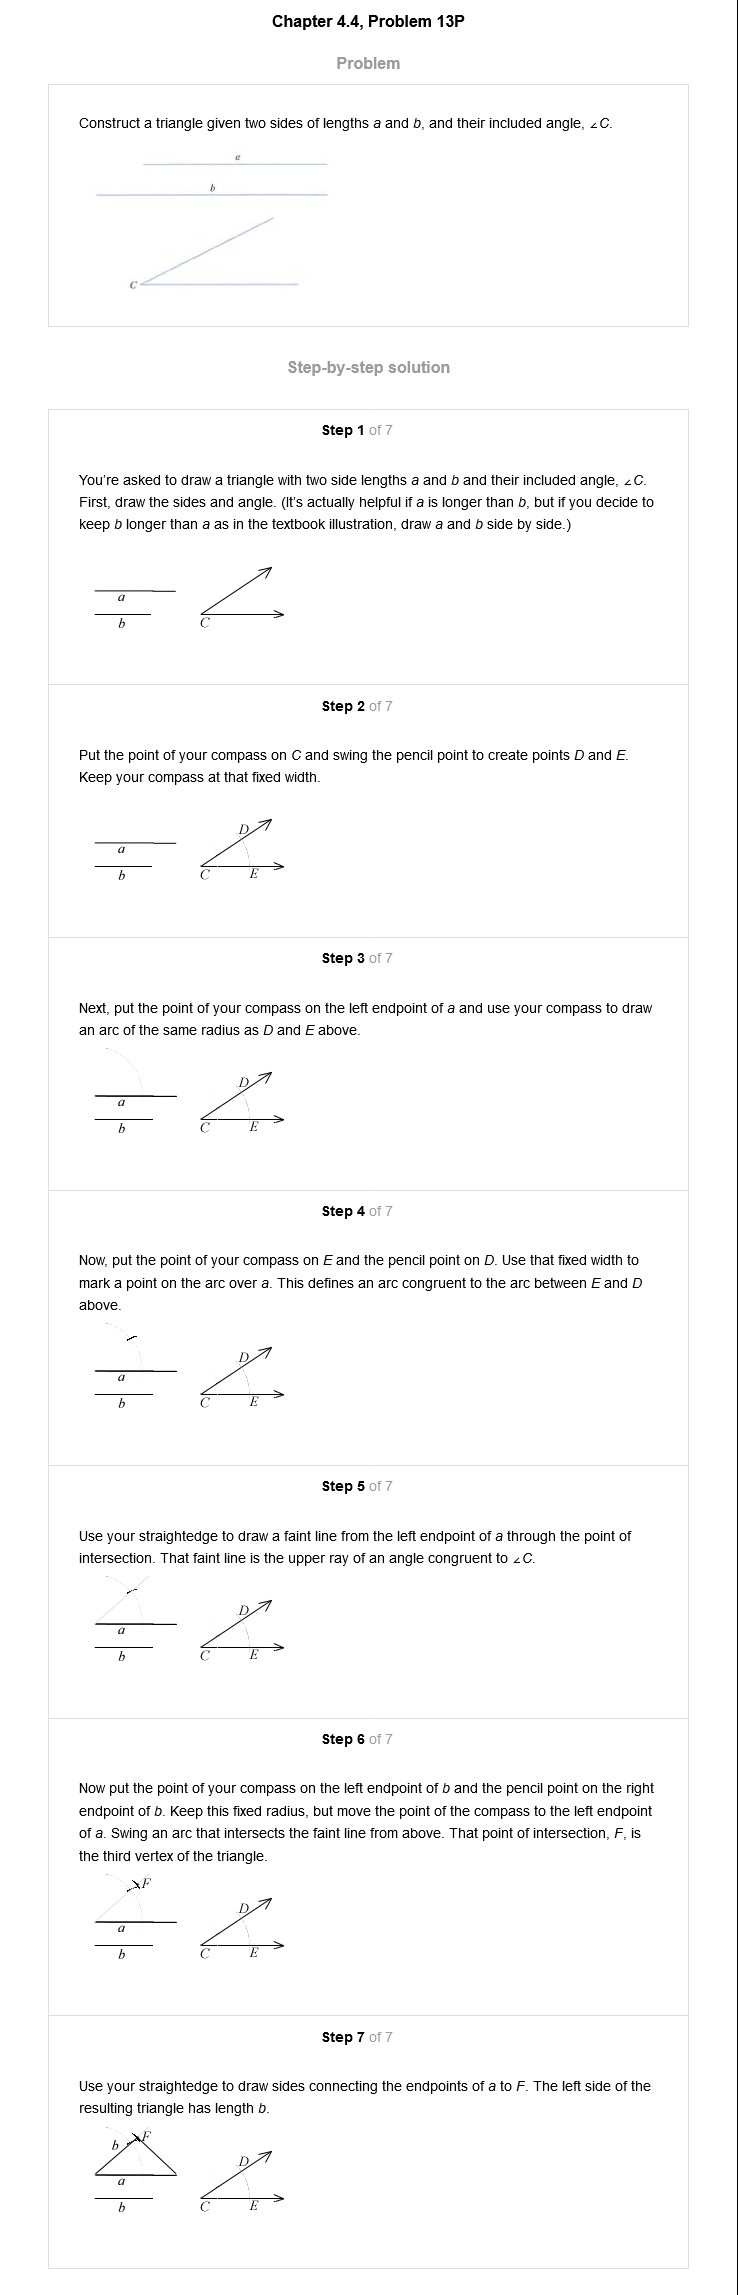 Chapter 4.4, Problem 13P
Problem
Construct a triangle given two sides of lengths a and b, and their included angle, ∠C.
a
b
C
Step-by-step solution
Step 1 of 7
You're asked to draw a triangle with two side lengths a and b and their included angle, ∠C.
First, draw the sides and angle. (It's actually helpful if a is longer than b, but if you decide to
keep b longer than a as in the textbook illustration, draw a and b side by side.)
a
b C
Step 2 of 7
Put the point of your compass on C and swing the pencil point to create points D and E.
Keep your compass at that fixed width.
D
a
b C E
Step 3 of 7
Next, put the point of your compass on the left endpoint of a and use your compass to draw
an arc of the same radius as D and E above.
D
a
b C E
Step 4 of 7
Now, put the point of your compass on E and the pencil point on D. Use that fixed width to
mark a point on the arc over a. This defines an arc congruent to the arc between E and D
above.
D
a
b C E
Step 5 of 7
Use your straightedge to draw a faint line from the left endpoint of a through the point of
intersection. That faint line is the upper ray of an angle congruent to ∠C.
D
a
b C E
Step 6 of 7
Now put the point of your compass on the left endpoint of b and the pencil point on the right
endpoint of b. Keep this fixed radius, but move the point of the compass to the left endpoint
of a. Swing an arc that intersects the faint line from above. That point of intersection, F, is
the third vertex of the triangle.
F
D
a
b C E
Step 7 of 7
Use your straightedge to draw sides connecting the endpoints of a to F. The left side of the
resulting triangle has length b.
F
b
D
a
b C E